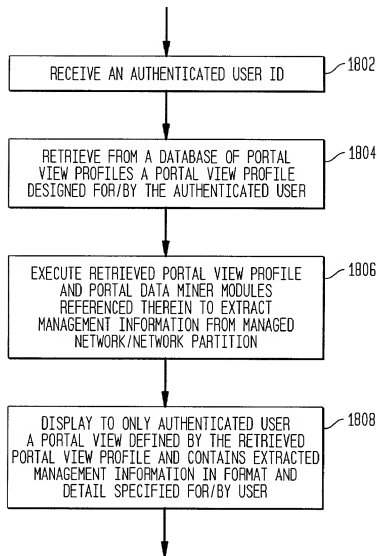 RECEIVE AN AUTHENTICATED USER ID
1802
RETRIEVE FROM A DATABASE OF PORTAL
VIEW PROFILES A PORTAL VIEW PROFILE
DESIGNED FOR/BY THE AUTHENTICATED USER
1804
EXECUTE RETRIEVED PORTAL VIEW PROFILE
AND PORTAL DATA MINER MODULES
REFERENCED THEREIN TO EXTRACT
MANAGEMENT INFORMATION FROM MANAGED
NETWORK/NETWORK PARTITION
1806
DISPLAY TO ONLY AUTHENTICATED USER
A PORTAL VIEW DEFINED BY THE RETRIEVED
PORTAL VIEW PROFILE AND CONTAINS EXTRACTED
MANAGEMENT INFORMATION IN FORMAT AND
DETAIL SPECIFIED FOR/BY USER
1808